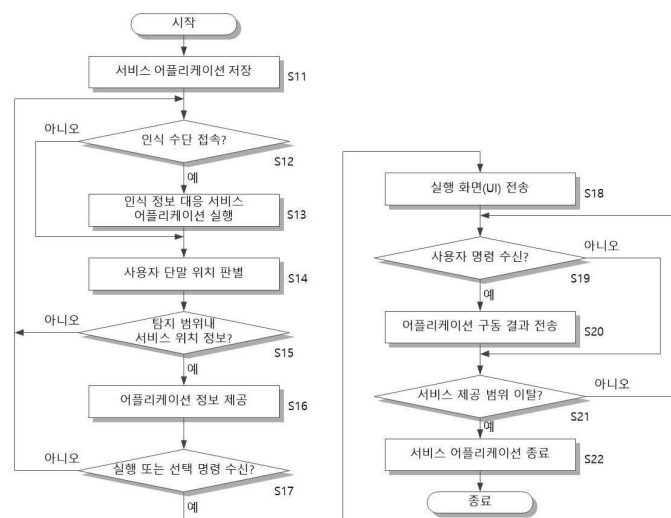 시작
서비스 어플리케이션 저장
S11
아니오
인식 수단 접속?
S12
예
인식 정보 대응 서비스
어플리케이션 실행
S13
사용자 단말 위치 판별
S14
아니오
탐지 범위내
서비스 위치 정보?
S15
예
어플리케이션 정보 제공
S16
아니오
실행 또는 선택 명령 수신?
S17
예
실행 화면(UI) 전송
S18
사용자 명령 수신?
아니오
S19
예
어플리케이션 구동 결과 전송
S20
서비스 제공 범위 이탈?
아니오
S21
예
서비스 어플리케이션 종료
S22
종료